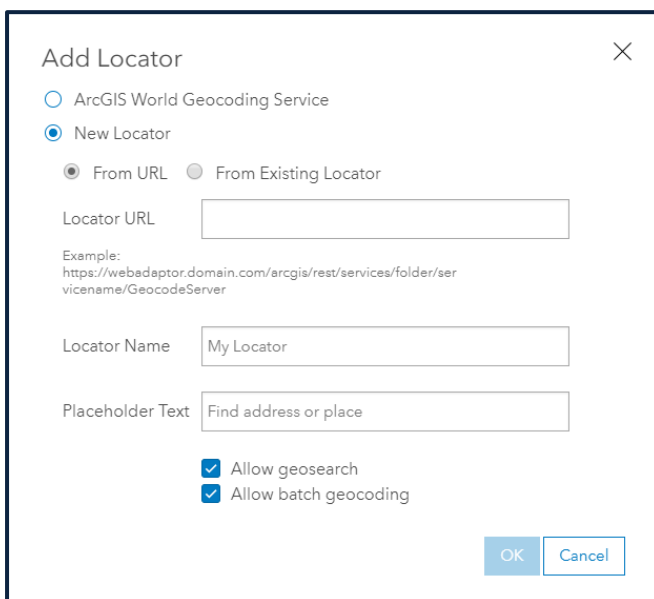 Add Locator
ArcGIS World Geocoding Service
New Locator
From URL From Existing Locator
Locator URL
Example:
https://webadaptor.domain.com/arcgis/rest/services/folder/ser
vicename/GeocodeServer
Locator Name My Locator
Placeholder Text Find address or place
Allow geosearch
Allow batch geocoding
OK Cancel